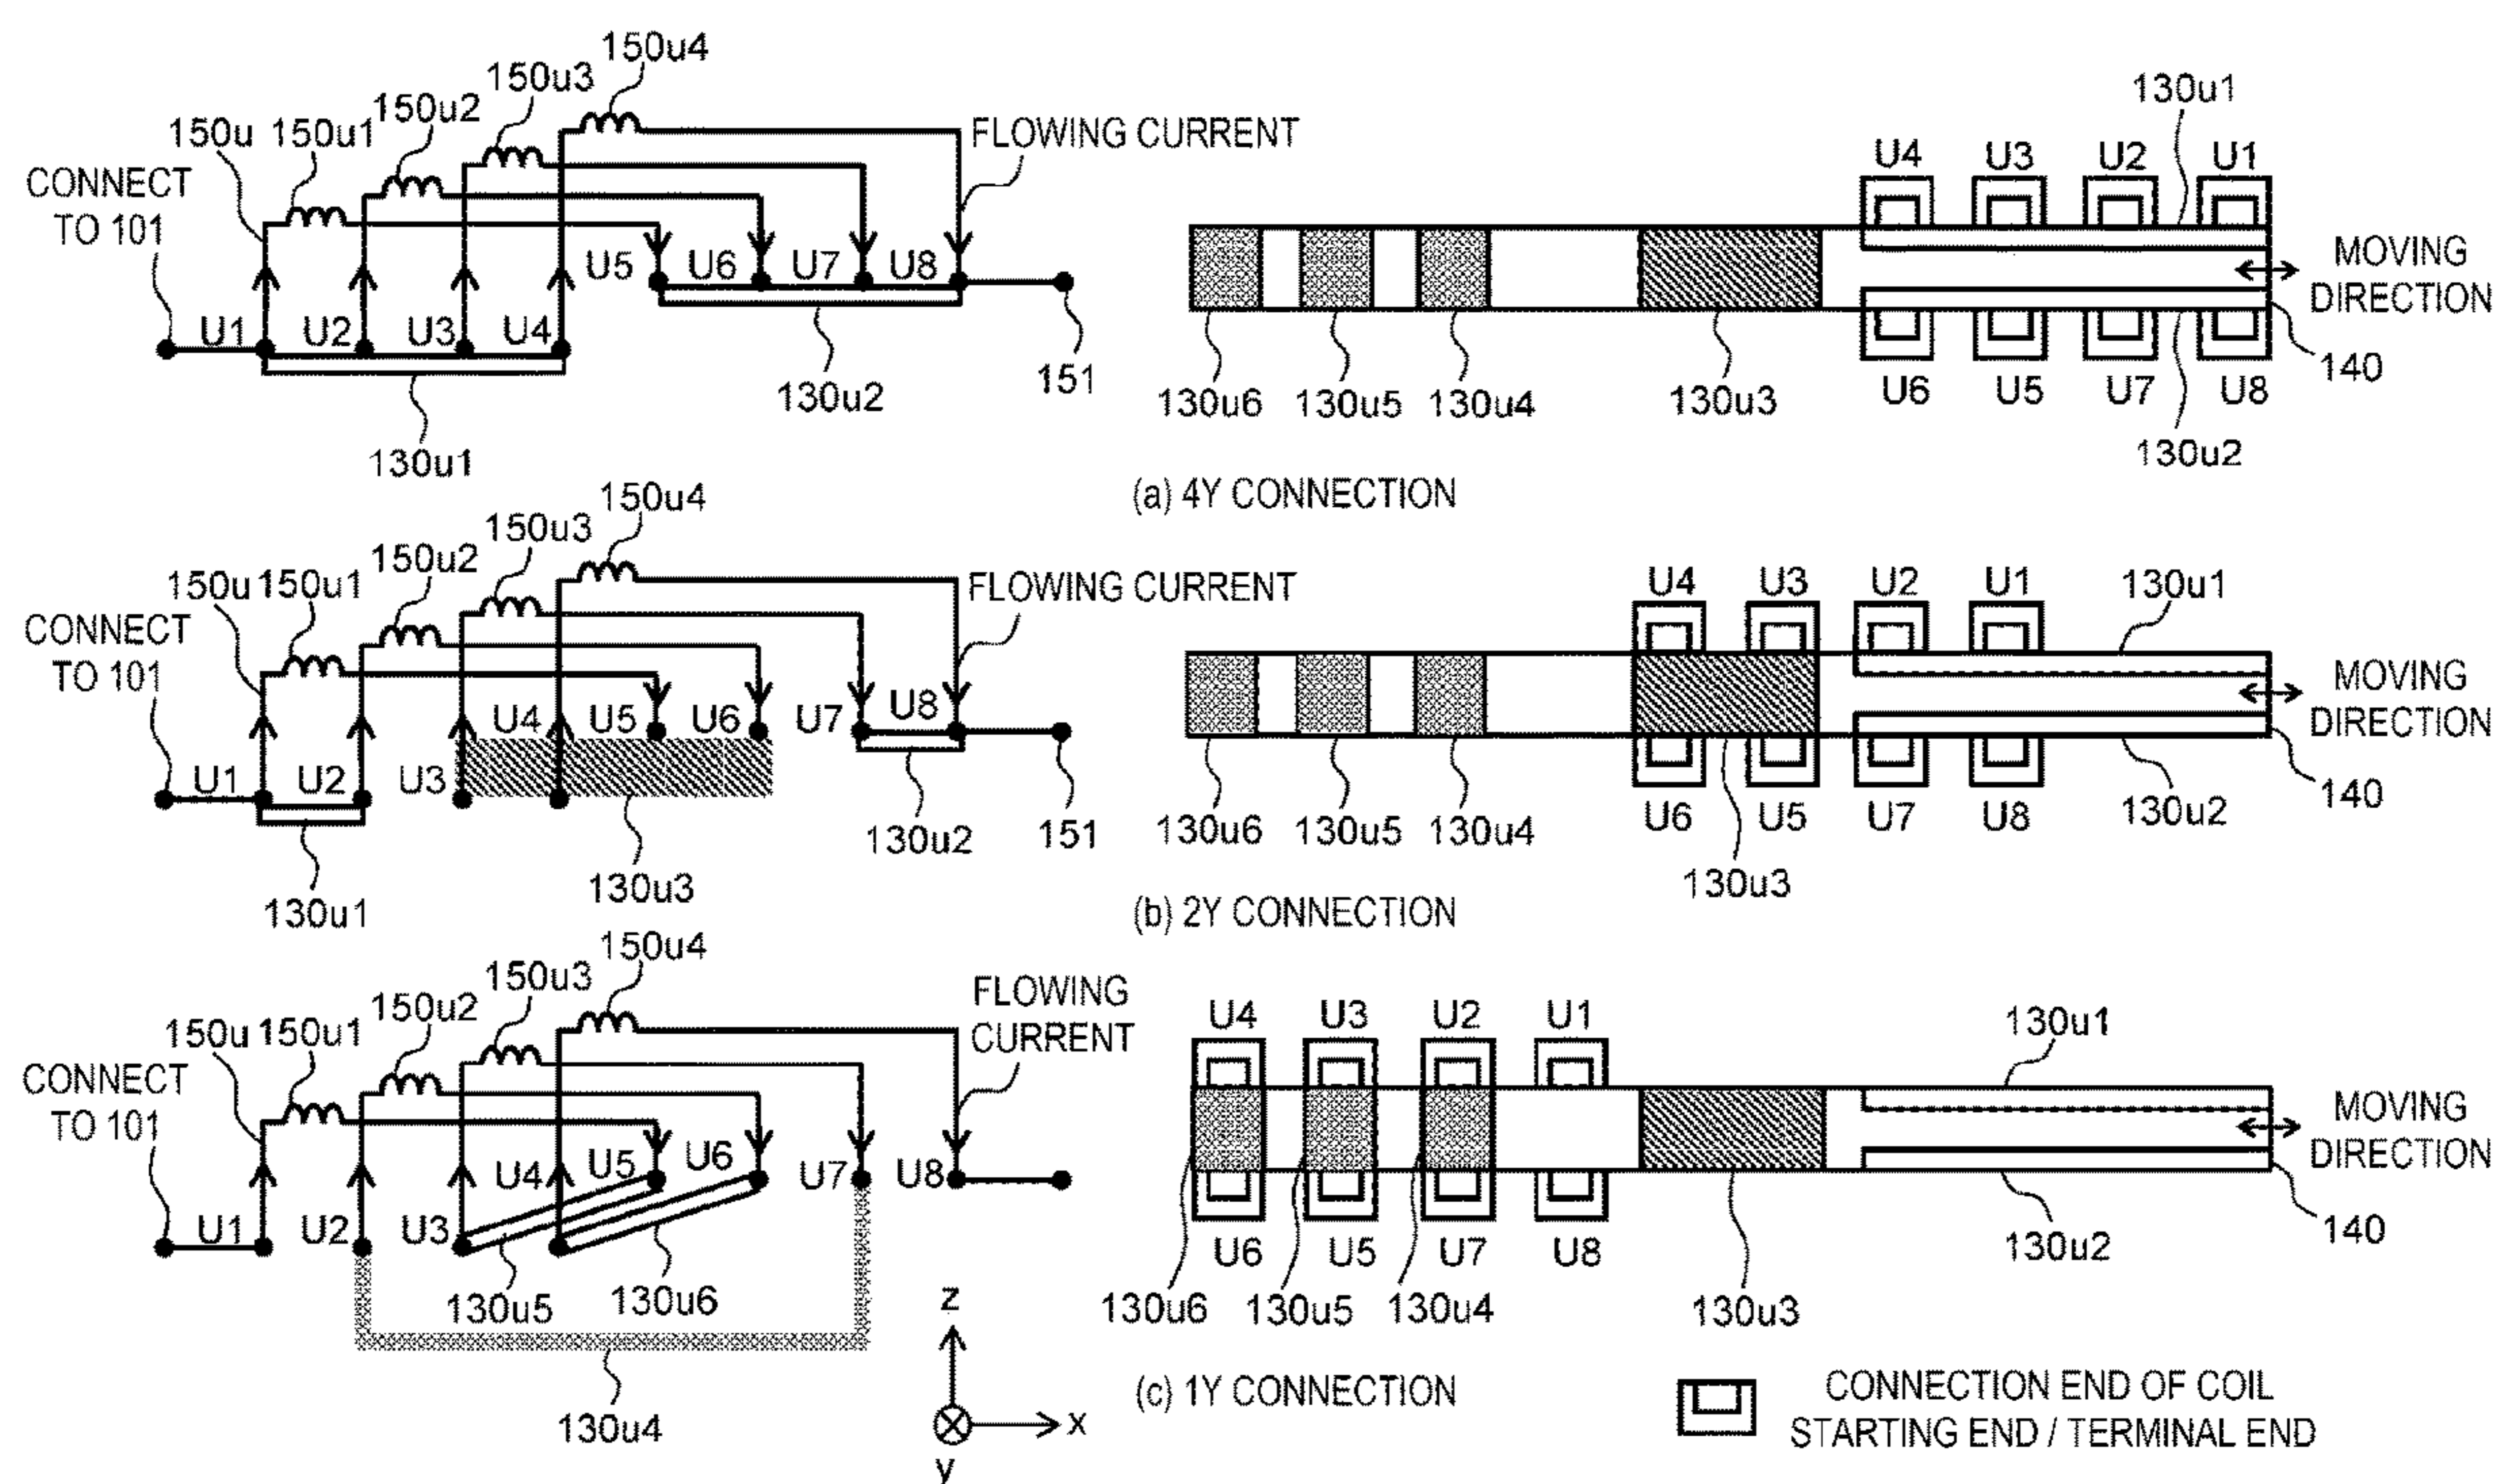 150u4
150u3
150u2
150u 150u1
CONNECT
TO 101
FLOWING CURRENT
U5 U6 U7 U8
U1 U2 U3 U4
130u1
130u2
151
130u1
U4 U3 U2 U1
MOVING
DIRECTION
130u6 130u5 130u4 130u3
U6 U5 U7 U8
140
130u2
(a) 4Y CONNECTION
150u4
150u3
150u2
150u 150u1
CONNECT
TO 101
FLOWING CURRENT
U4 U5 U6 U7 U8
U1 U2 U3
130u1
130u3
130u2
151
U4 U3 U2 U1
130u1
MOVING
DIRECTION
130u6 130u5 130u4
U6 U5 U7 U8
130u2
140
130u3
(b) 2Y CONNECTION
150u4
150u3
150u2
150u 150u1
CONNECT
TO 101
FLOWING
CURRENT
U4 U5 U6 U7 U8
U1 U2 U3
130u5 130u6
130u4
z
x
y
U4 U3 U2 U1
130u1
MOVING
DIRECTION
U6 U5 U7 U8
130u2
140
130u6 130u5 130u4 130u3
(c) 1Y CONNECTION
CONNECTION END OF COIL
STARTING END / TERMINAL END